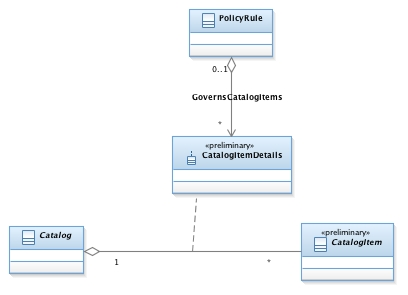 PolicyRule
0..1
GovernsCatalogItems
*
«preliminary»
CatalogItemDetails
Catalog
1
*
«preliminary»
CatalogItem